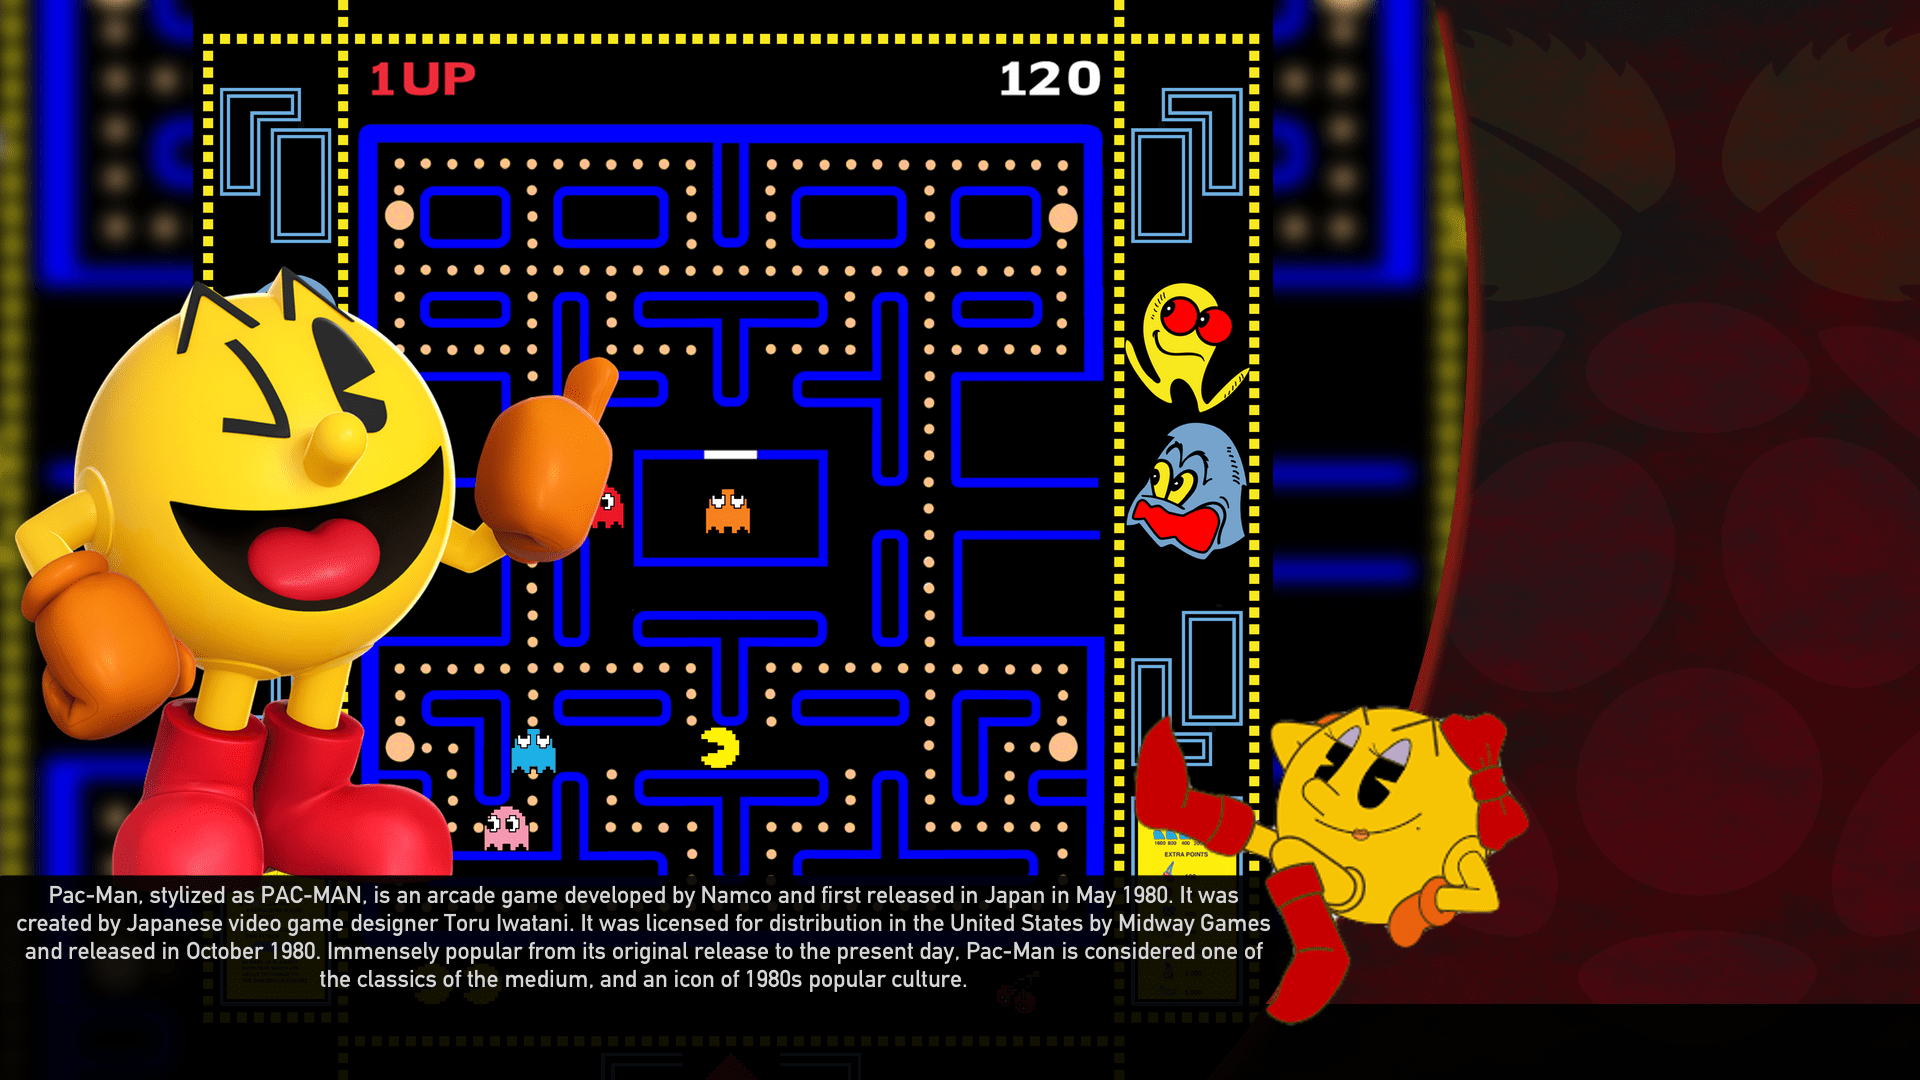 1UP 120
EXTRA POINTS
Pac-Man, stylized as PAC-MAN, is an arcade game developed by Namco and first released in Japan in May 1980. It was
created by Japanese video game designer Toru Iwatani. It was licensed for distribution in the United States by Midway Games
and released in October 1980. Immensely popular from its original release to the present day, Pac-Man is considered one of
the classics of the medium, and an icon of 1980s popular culture.